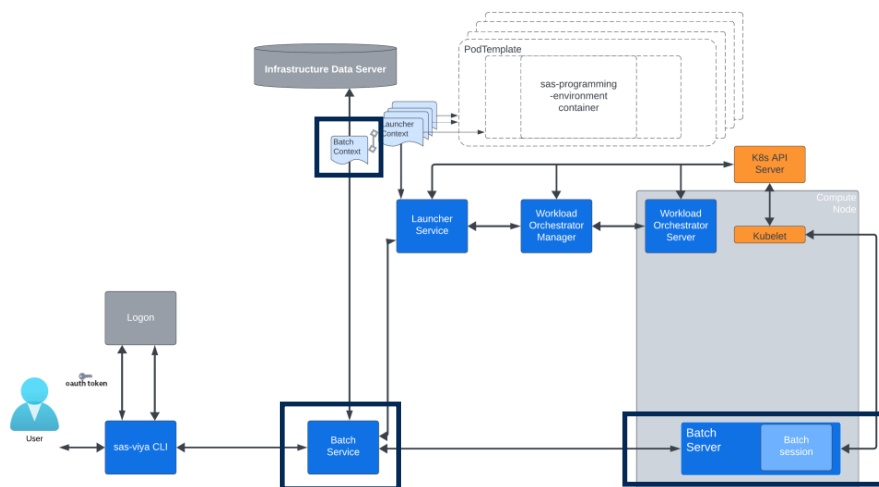 PodTemplate
Infrastructure Data Server
sas-programming
-environment
container
Launcher
Context
Batch
Context
K8s API
Server
Compute
Node
Launcher
Service
Workload
Orchestrator
Manager
Workload
Orchestrator
Server
Kubelet
Logon
oauth token
User
sas-viya CLI
Batch
Service
Batch
Server
Batch
session